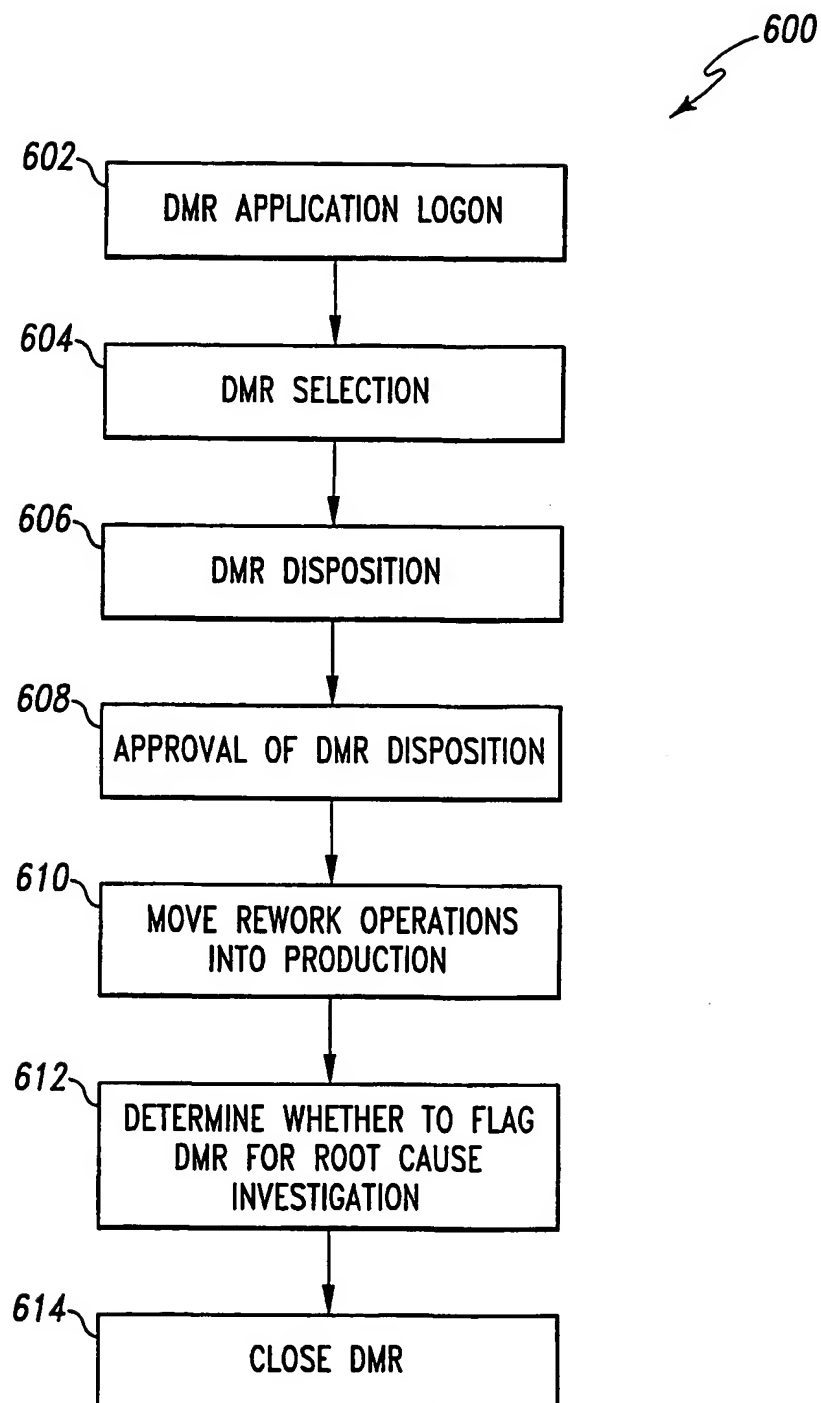 600
602
DMR APPLICATION LOGON
604
DMR SELECTION
606
DMR DISPOSITION
608
APPROVAL OF DMR DISPOSITION
610
MOVE REWORK OPERATIONS
INTO PRODUCTION
612
DETERMINE WHETHER TO FLAG
DMR FOR ROOT CAUSE
INVESTIGATION
614
CLOSE DMR